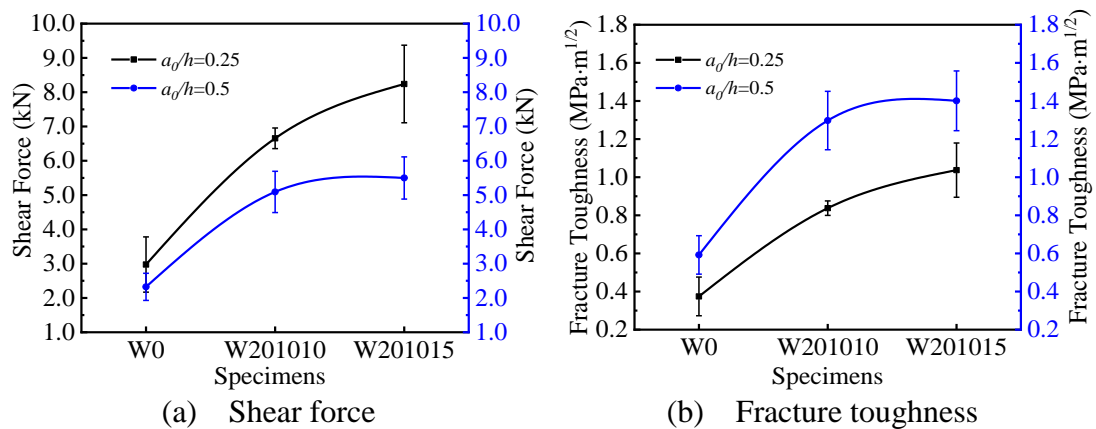 10.0
9.0
8.0
7.0
6.0
5.0
4.0
3.0
2.0
1.0
Shear Force (kN)
a₀/h=0.25
a₀/h=0.5
W0
W201010
W201015
Specimens
10.0
9.0
8.0
7.0
6.0
5.0
4.0
3.0
2.0
1.0
Shear Force (kN)
(a) Shear force
1.8
1.6
1.4
1.2
1.0
0.8
0.6
0.4
0.2
Fracture Toughness (MPa·m^1/2)
a₀/h=0.25
a₀/h=0.5
W0
W201010
W201015
Specimens
1.8
1.6
1.4
1.2
1.0
0.8
0.6
0.4
0.2
Fracture Toughness (MPa·m^1/2)
(b) Fracture toughness